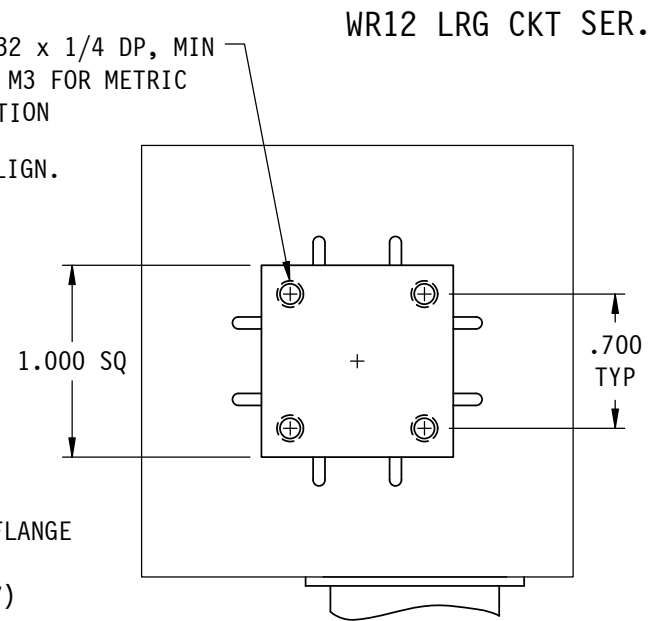 WR12 LRG CKT SER.
32 x 1/4 DP, MIN
M3 FOR METRIC
TION
LIGN.
1.000 SQ
.700
TYP
FLANGE